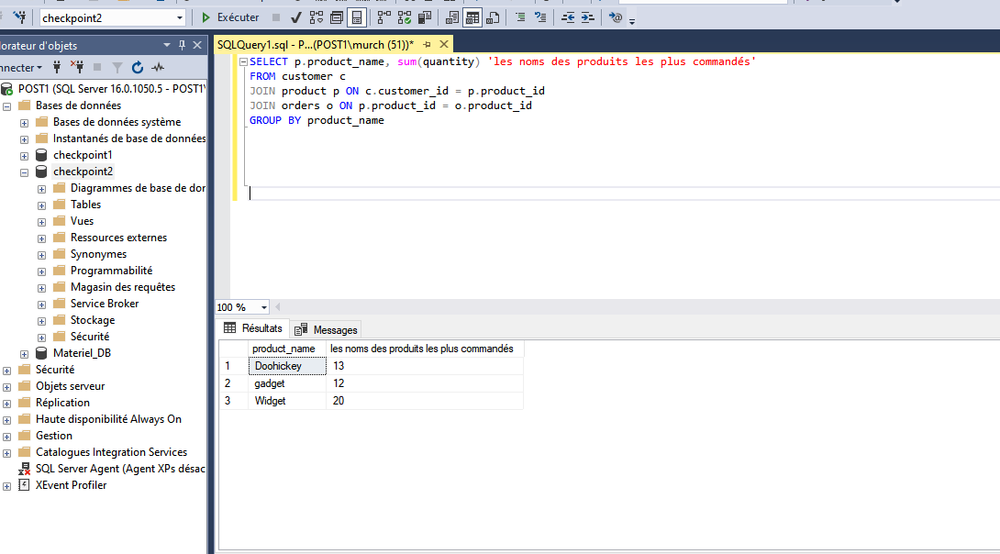 checkpoint2
Exécuter
lorateur d'objets
nnecter
POST1 (SQL Server 16.0.1050.5 - POST1\
Bases de données
Bases de données système
Instantanés de base de données
checkpoint1
checkpoint2
Diagrammes de base de dor
Tables
Vues
Ressources externes
Synonymes
Programmabilité
Magasin des requêtes
Service Broker
Stockage
Sécurité
Materiel_DB
Sécurité
Objets serveur
Réplication
Haute disponibilité Always On
Gestion
Catalogues Integration Services
SQL Server Agent (Agent XPs désac
XEvent Profiler
SQLQuery1.sql - P...(POST1\murch (51))*
SELECT p.product_name, sum(quantity) 'les noms des produits les plus commandés'
FROM customer c
JOIN product p ON c.customer_id = p.product_id
JOIN orders o ON p.product_id = o.product_id
GROUP BY product_name
100 %
Résultats Messages
product_name les noms des produits les plus commandés
1 Doohickey 13
2 gadget 12
3 Widget 20